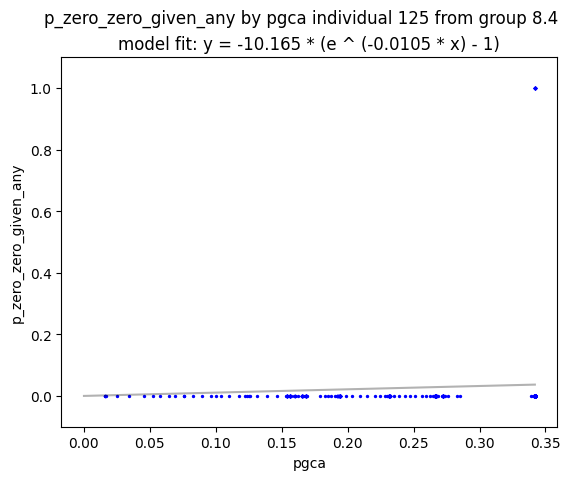 p_zero_zero_given_any by pgca individual 125 from group 8.4
model fit: y = -10.165 * (e ^ (-0.0105 * x) - 1)
1.0
0.8
0.6
0.4
0.2
0.0
p_zero_zero_given_any
0.00 0.05 0.10 0.15 0.20 0.25 0.30 0.35
pgca